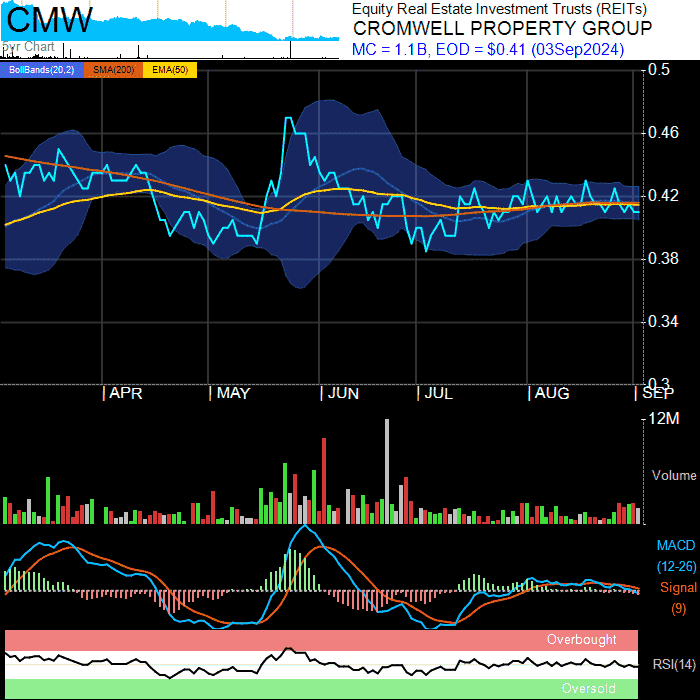 CMW
5yr Chart
Equity Real Estate Investment Trusts (REITs)
CROMWELL PROPERTY GROUP
MC = 1.1B, EOD = $0.41 (03Sep2024)
BollBands(20,2) SMA(200) EMA(50)
0.5
0.46
0.42
0.38
0.34
0.3
APR MAY JUN JUL AUG SEP
12M
Volume
MACD
(12-26)
Signal
(9)
Overbought
RSI(14)
Oversold